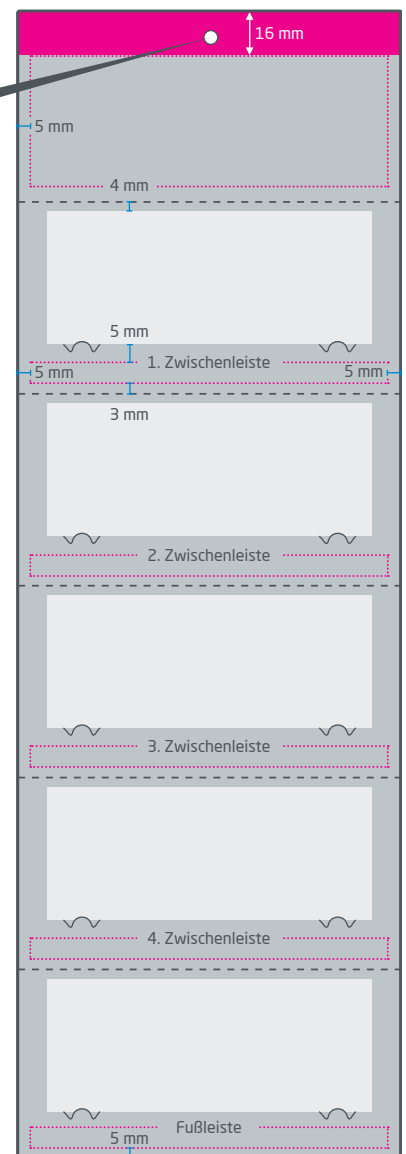 16 mm
5 mm
4 mm
5 mm
1. Zwischenleiste
5 mm
5 mm
3 mm
2. Zwischenleiste
3. Zwischenleiste
4. Zwischenleiste
Fußleiste
5 mm